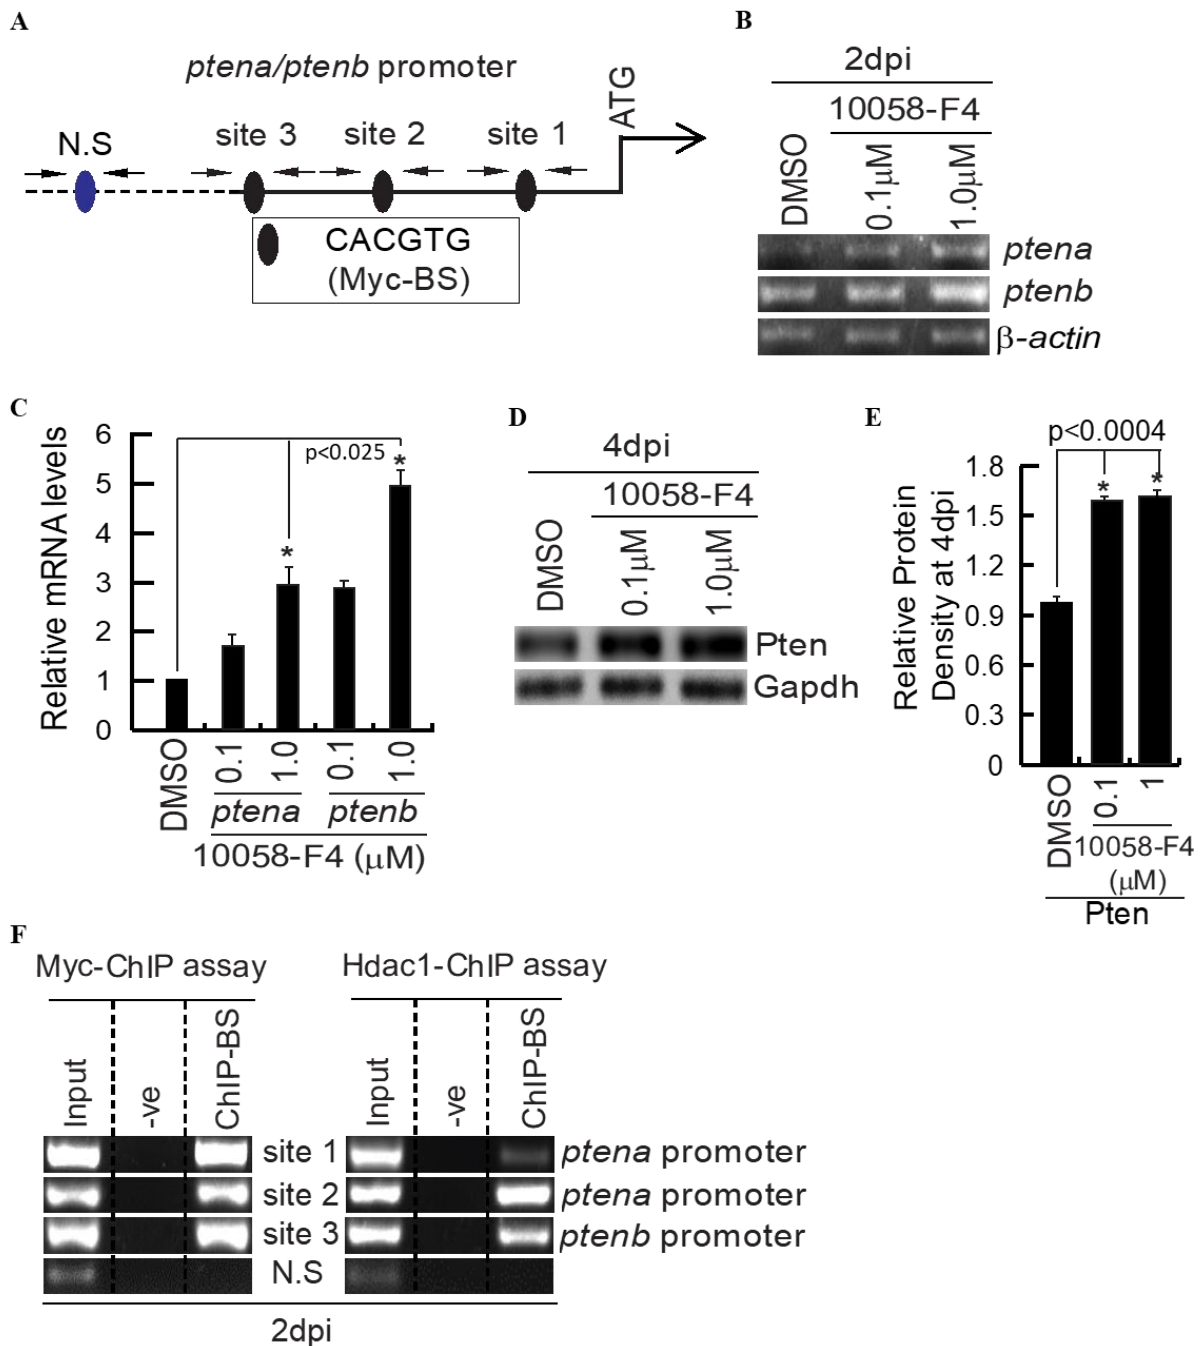 A
ptena/ptenb promoter
N.S
site 3
site 2
site 1
ATG
CACGTG
(Myc-BS)
B
2dpi
10058-F4
DMSO
0.1μM
1.0μM
ptena
ptenb
β-actin
C
Relative mRNA levels
6
5
4
3
2
1
0
p<0.025
*
*
DMSO
0.1
1.0
0.1
1.0
ptena
ptenb
10058-F4 (μM)
D
4dpi
10058-F4
DMSO
0.1μM
1.0μM
Pten
Gapdh
E
p<0.0004
*
*
Relative Protein
Density at 4dpi
1.8
1.5
1.2
0.9
0.6
0.3
0
DMSO
0.1
1
10058-F4
(μM)
Pten
F
Myc-ChIP assay
Hdac1-ChIP assay
Input
-ve
ChIP-BS
Input
-ve
ChIP-BS
site 1
ptena promoter
site 2
ptena promoter
site 3
ptenb promoter
N.S
2dpi